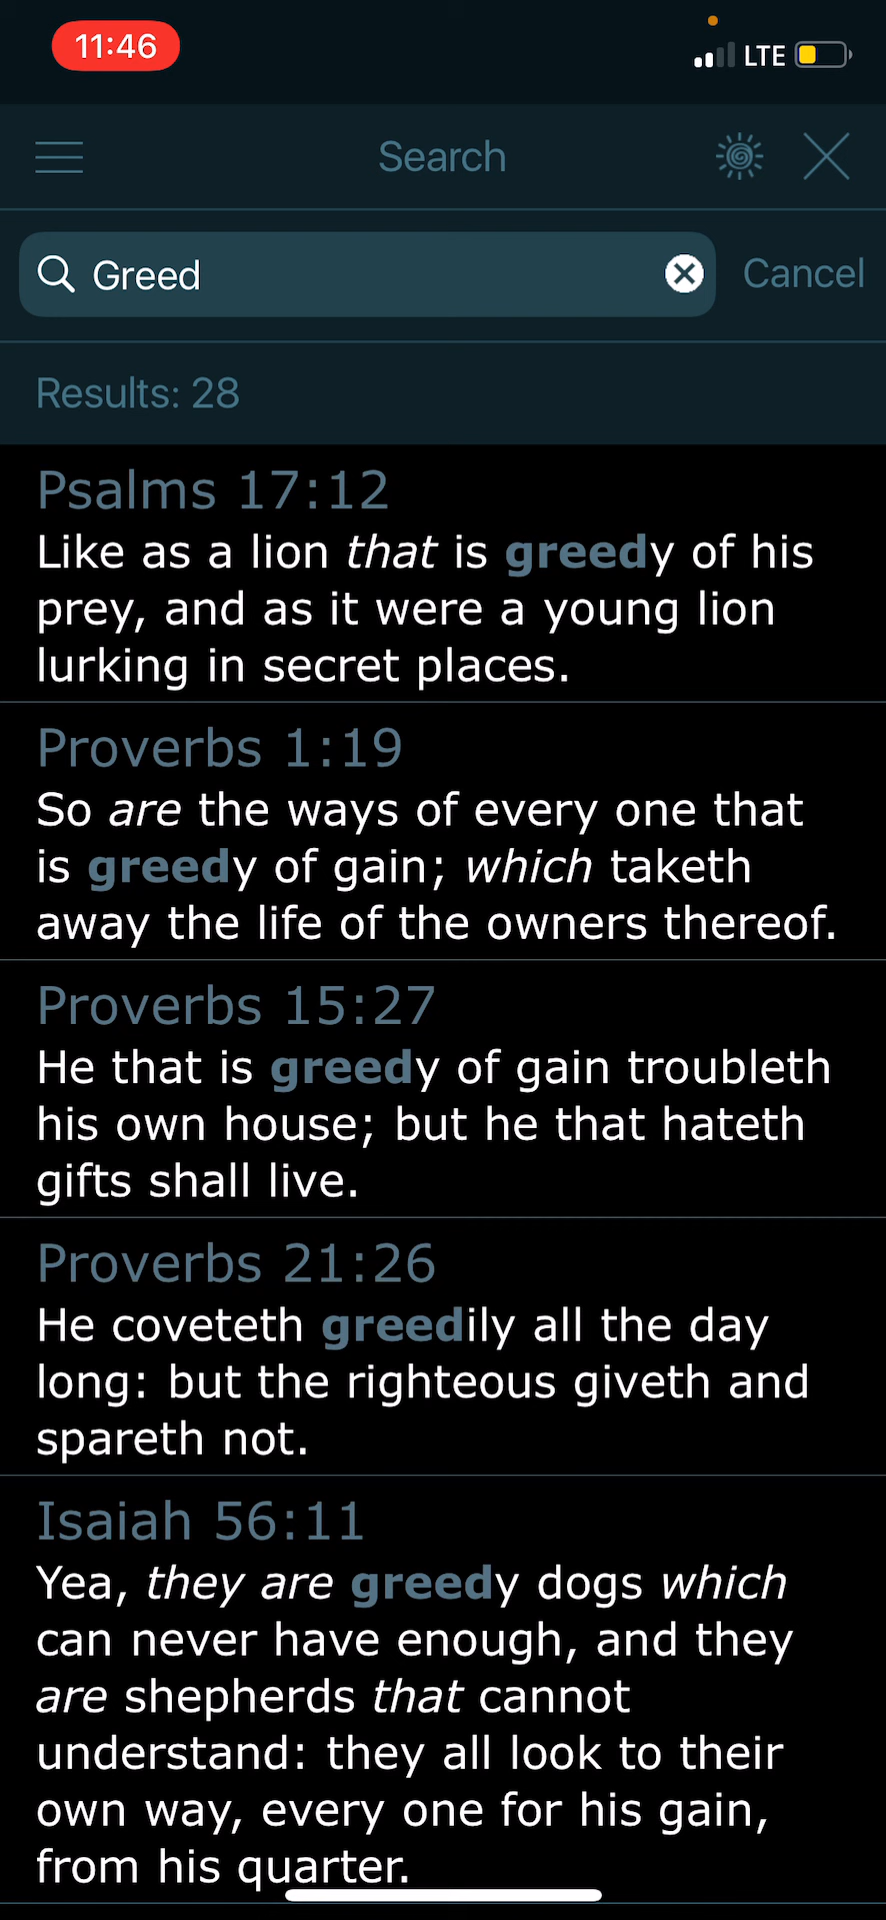 11:46
LTE
Search
Greed
Cancel
Results: 28
Psalms 17:12
Like as a lion that is greedy of his
prey, and as it were a young lion
lurking in secret places.
Proverbs 1:19
So are the ways of every one that
is greedy of gain; which taketh
away the life of the owners thereof.
Proverbs 15:27
He that is greedy of gain troubleth
his own house; but he that hateth
gifts shall live.
Proverbs 21:26
He coveteth greedily all the day
long: but the righteous giveth and
spareth not.
Isaiah 56:11
Yea, they are greedy dogs which
can never have enough, and they
are shepherds that cannot
understand: they all look to their
own way, every one for his gain,
from his quarter.